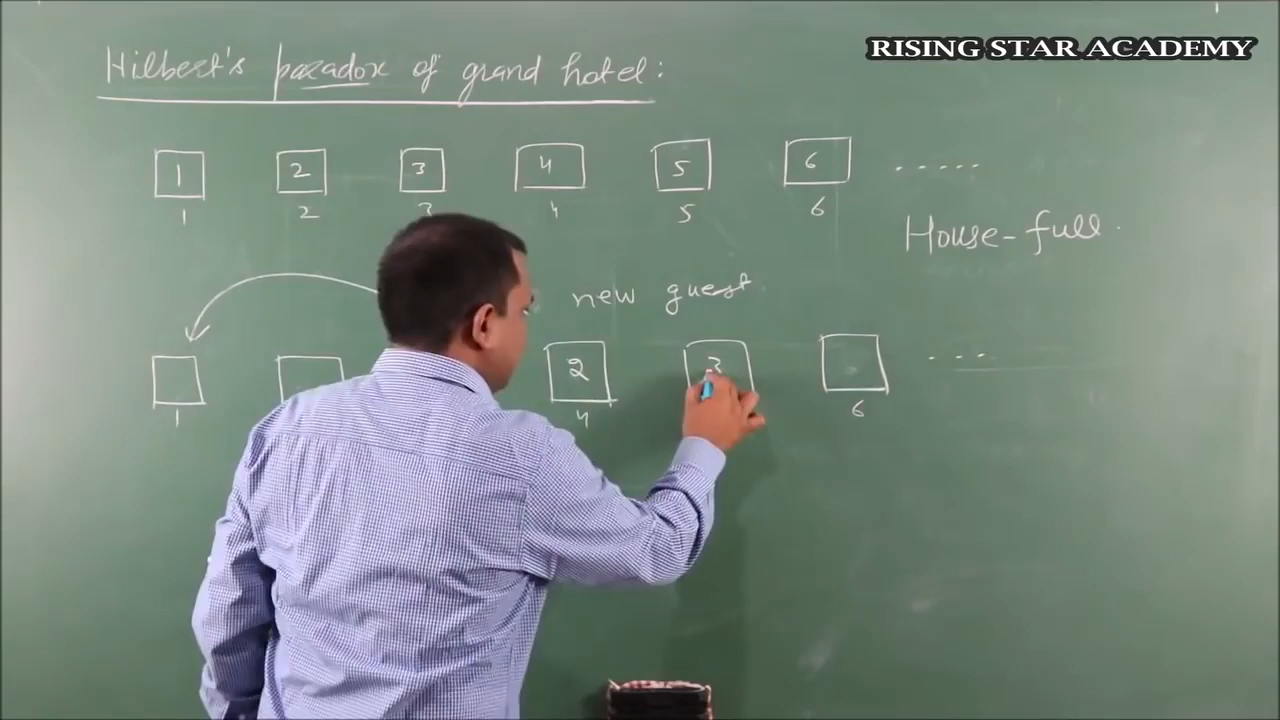 RISING STAR ACADEMY
Hilbert's paradox of grand hotel:
1 2 3 4 5 6 .....
1 2 3 4 5 6
House-full
new guest
2 3 ...
1 4 6